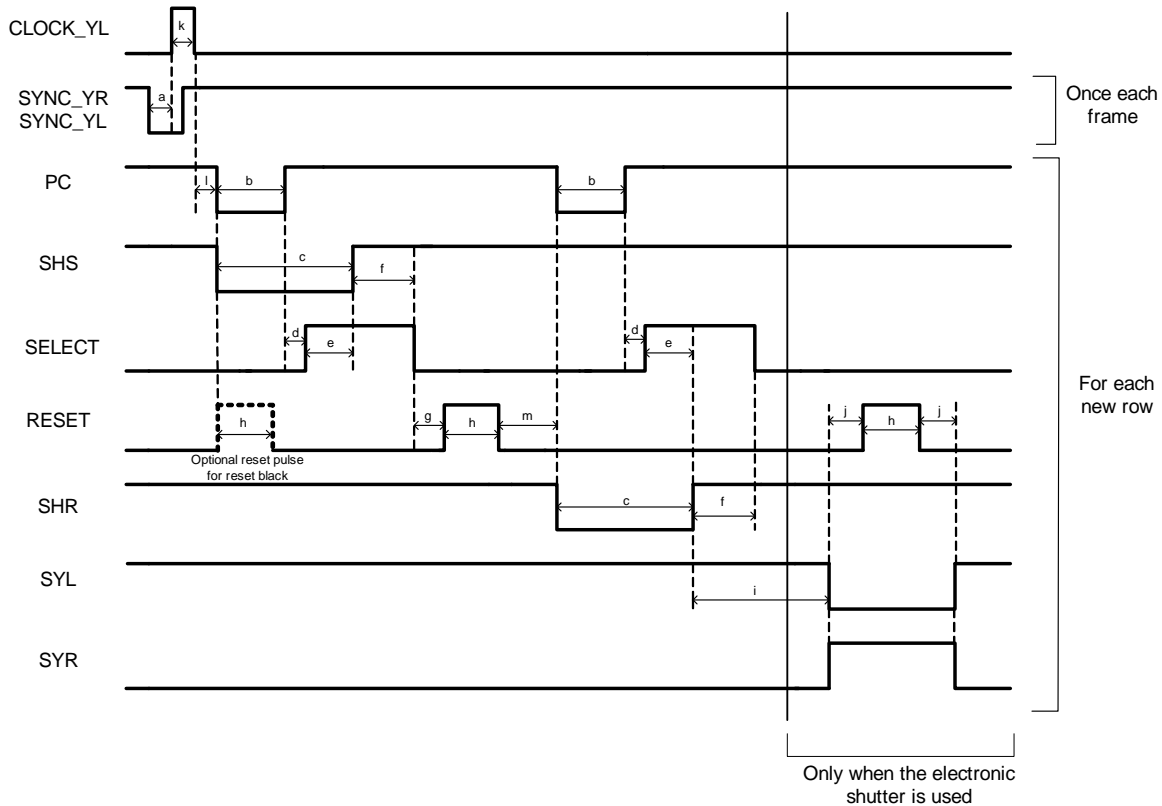 CLOCK_YL
k
SYNC_YR
SYNC_YL
a
Once each
frame
PC
l
b
b
SHS
c
f
SELECT
d
e
d
e
For each
new row
RESET
h
g
h
m
j
h
j
Optional reset pulse
for reset black
SHR
c
f
SYL
i
SYR
Only when the electronic
shutter is used